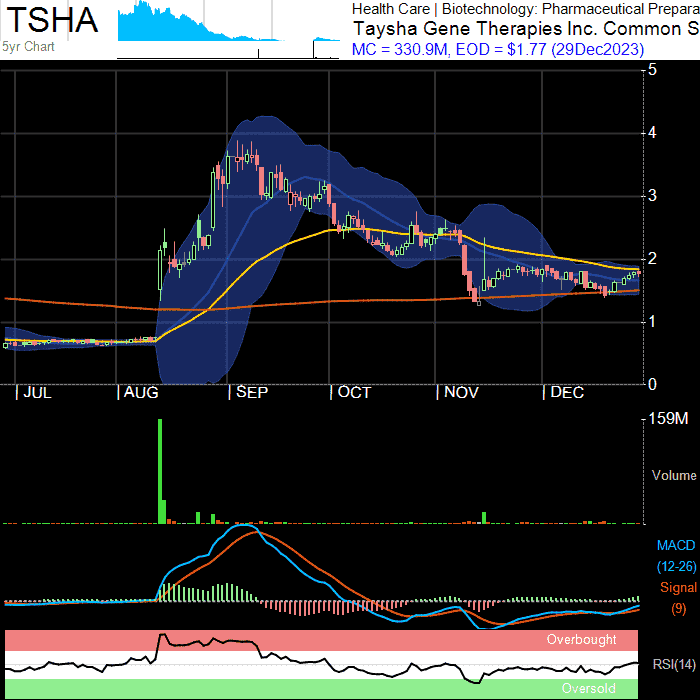 TSHA
5yr Chart
Health Care | Biotechnology: Pharmaceutical Prepara
Taysha Gene Therapies Inc. Common S
MC = 330.9M, EOD = $1.77 (29Dec2023)
5
4
3
2
1
0
JUL AUG SEP OCT NOV DEC
159M
Volume
MACD
(12-26)
Signal
(9)
Overbought
RSI(14)
Oversold